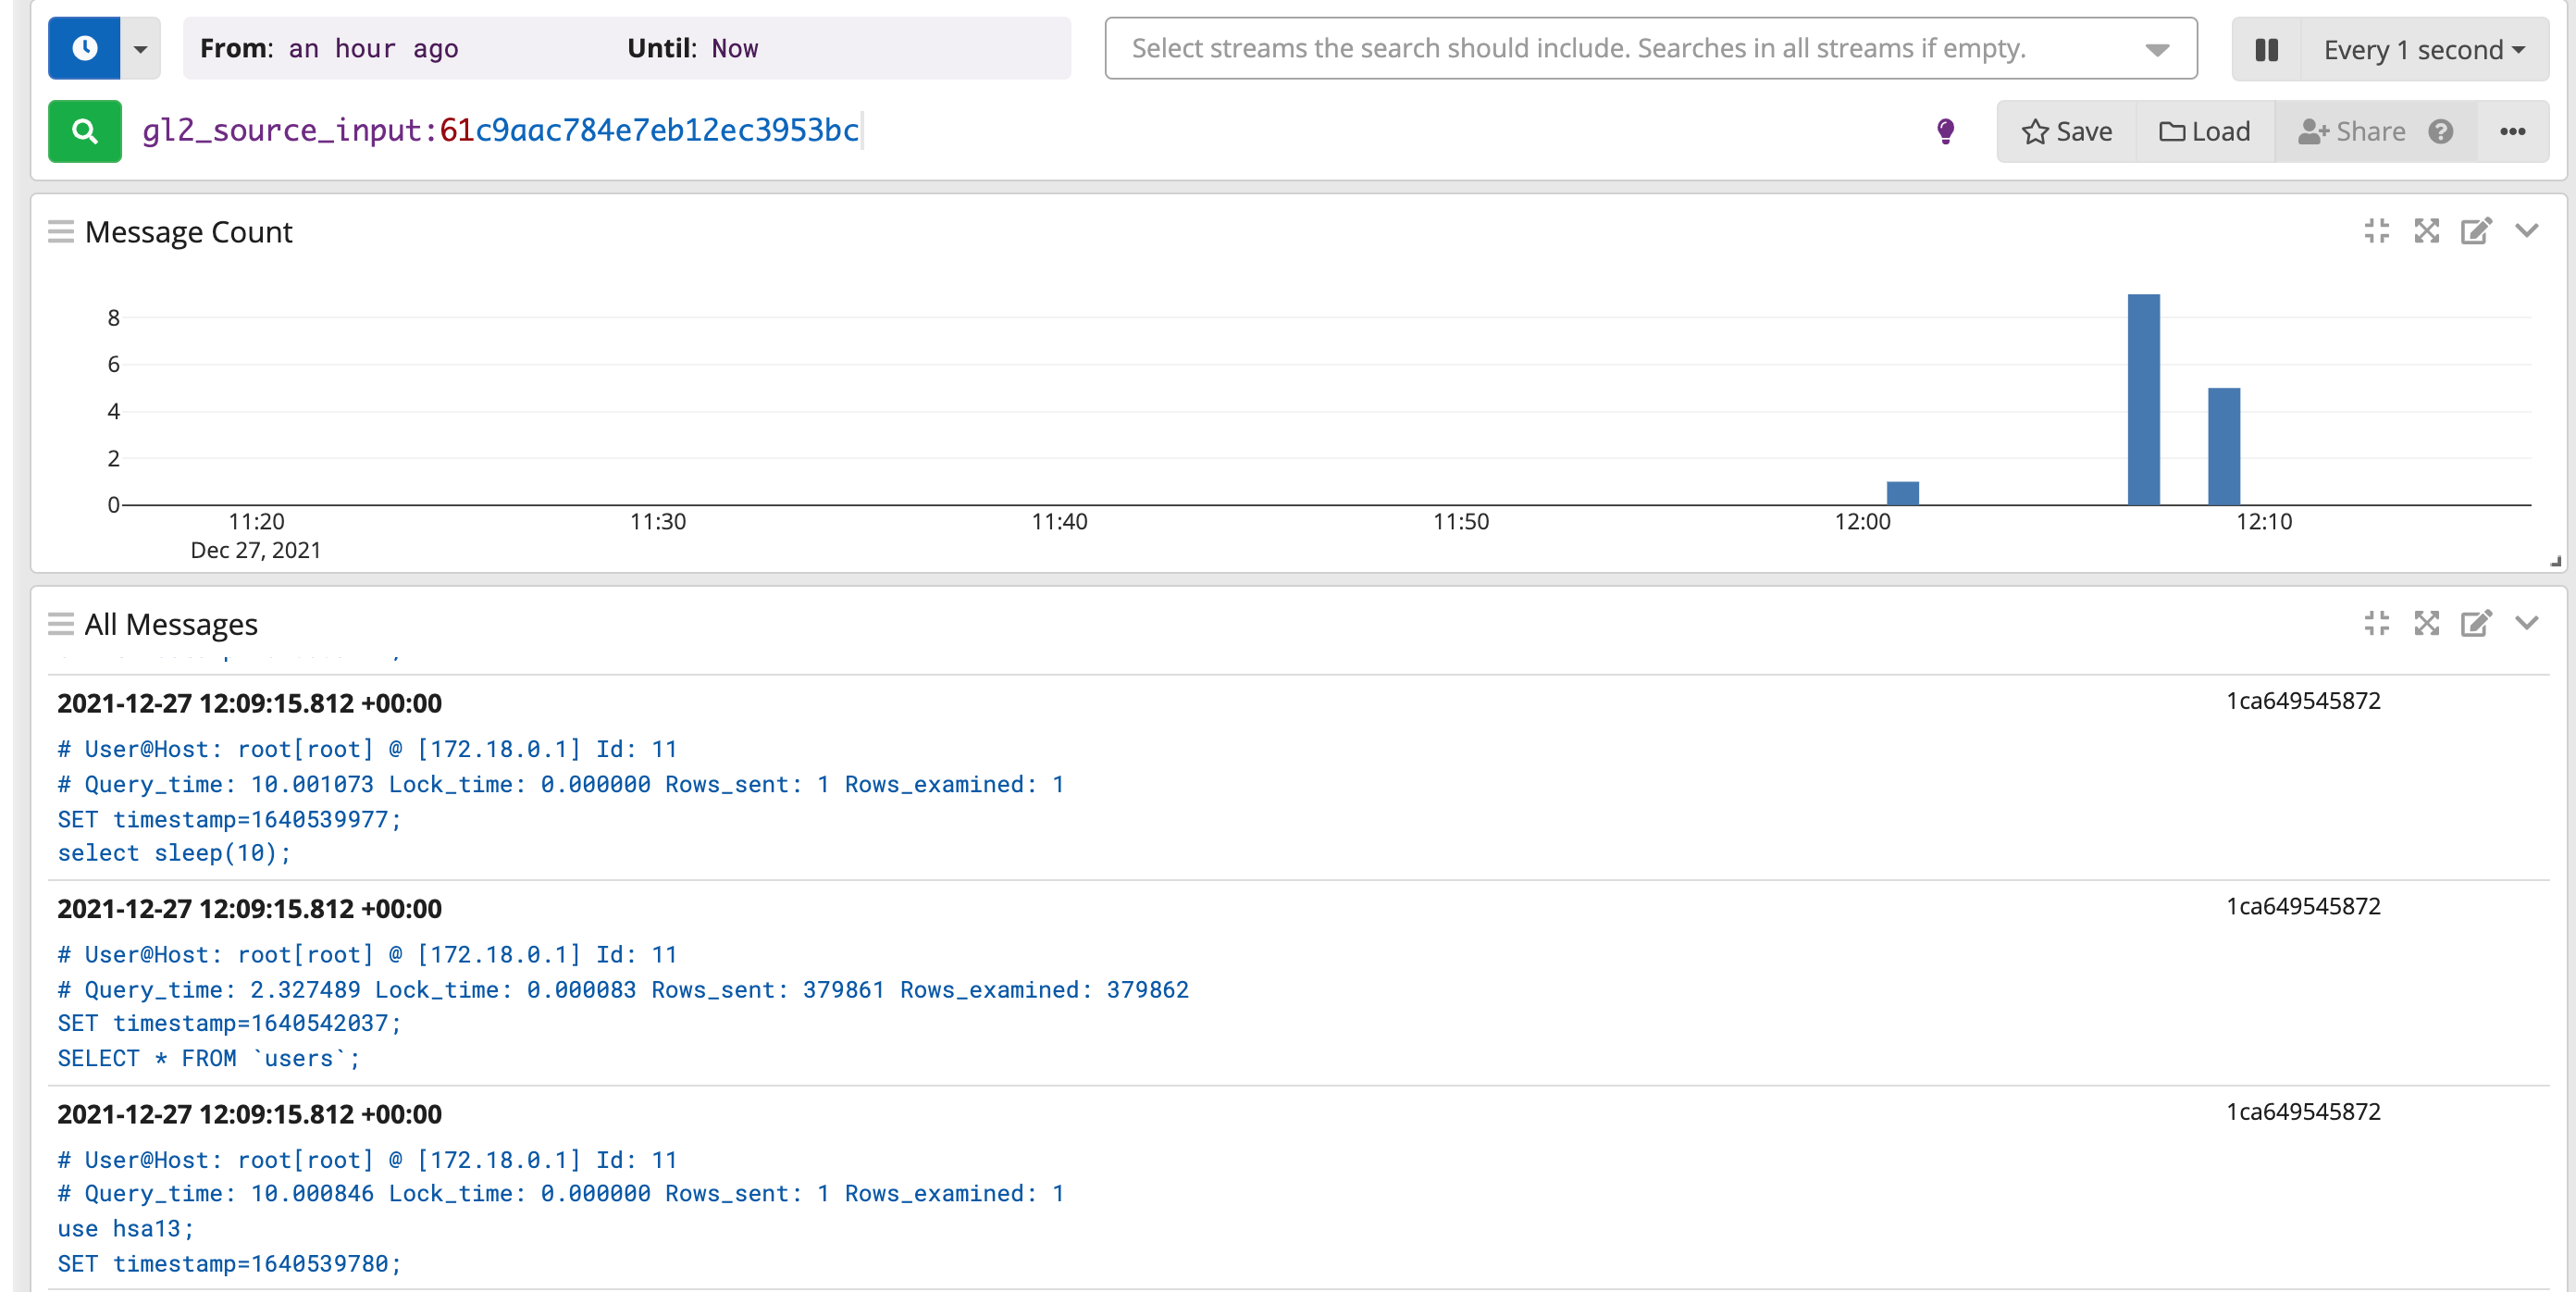 From: an hour ago Until: Now Select streams the search should include. Searches in all streams if empty. Every 1 second
gl2_source_input:61c9aac784e7eb12ec3953bc Save Load Share
Message Count
8
6
4
2
0
11:20 11:30 11:40 11:50 12:00 12:10
Dec 27, 2021
All Messages
2021-12-27 12:09:15.812 +00:00 1ca649545872
# User@Host: root[root] @ [172.18.0.1] Id: 11
# Query_time: 10.001073 Lock_time: 0.000000 Rows_sent: 1 Rows_examined: 1
SET timestamp=1640539977;
select sleep(10);
2021-12-27 12:09:15.812 +00:00 1ca649545872
# User@Host: root[root] @ [172.18.0.1] Id: 11
# Query_time: 2.327489 Lock_time: 0.000083 Rows_sent: 379861 Rows_examined: 379862
SET timestamp=1640542037;
SELECT * FROM `users`;
2021-12-27 12:09:15.812 +00:00 1ca649545872
# User@Host: root[root] @ [172.18.0.1] Id: 11
# Query_time: 10.000846 Lock_time: 0.000000 Rows_sent: 1 Rows_examined: 1
use hsa13;
SET timestamp=1640539780;